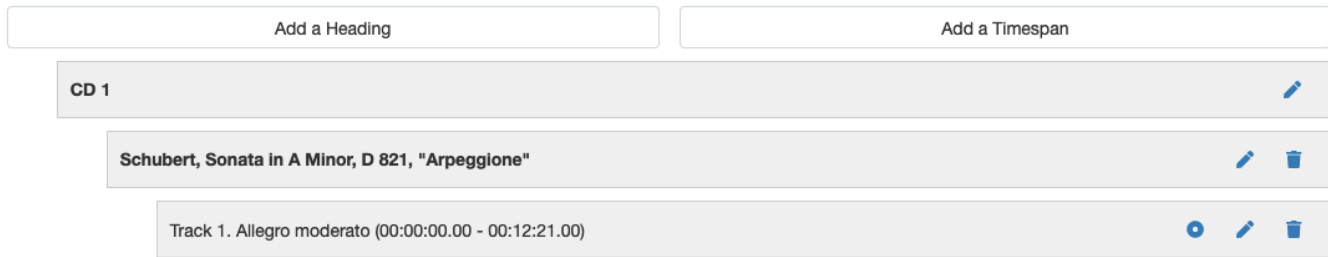 Add a Heading
Add a Timespan
CD 1
Schubert, Sonata in A Minor, D 821, "Arpeggione"
Track 1. Allegro moderato (00:00:00.00 - 00:12:21.00)